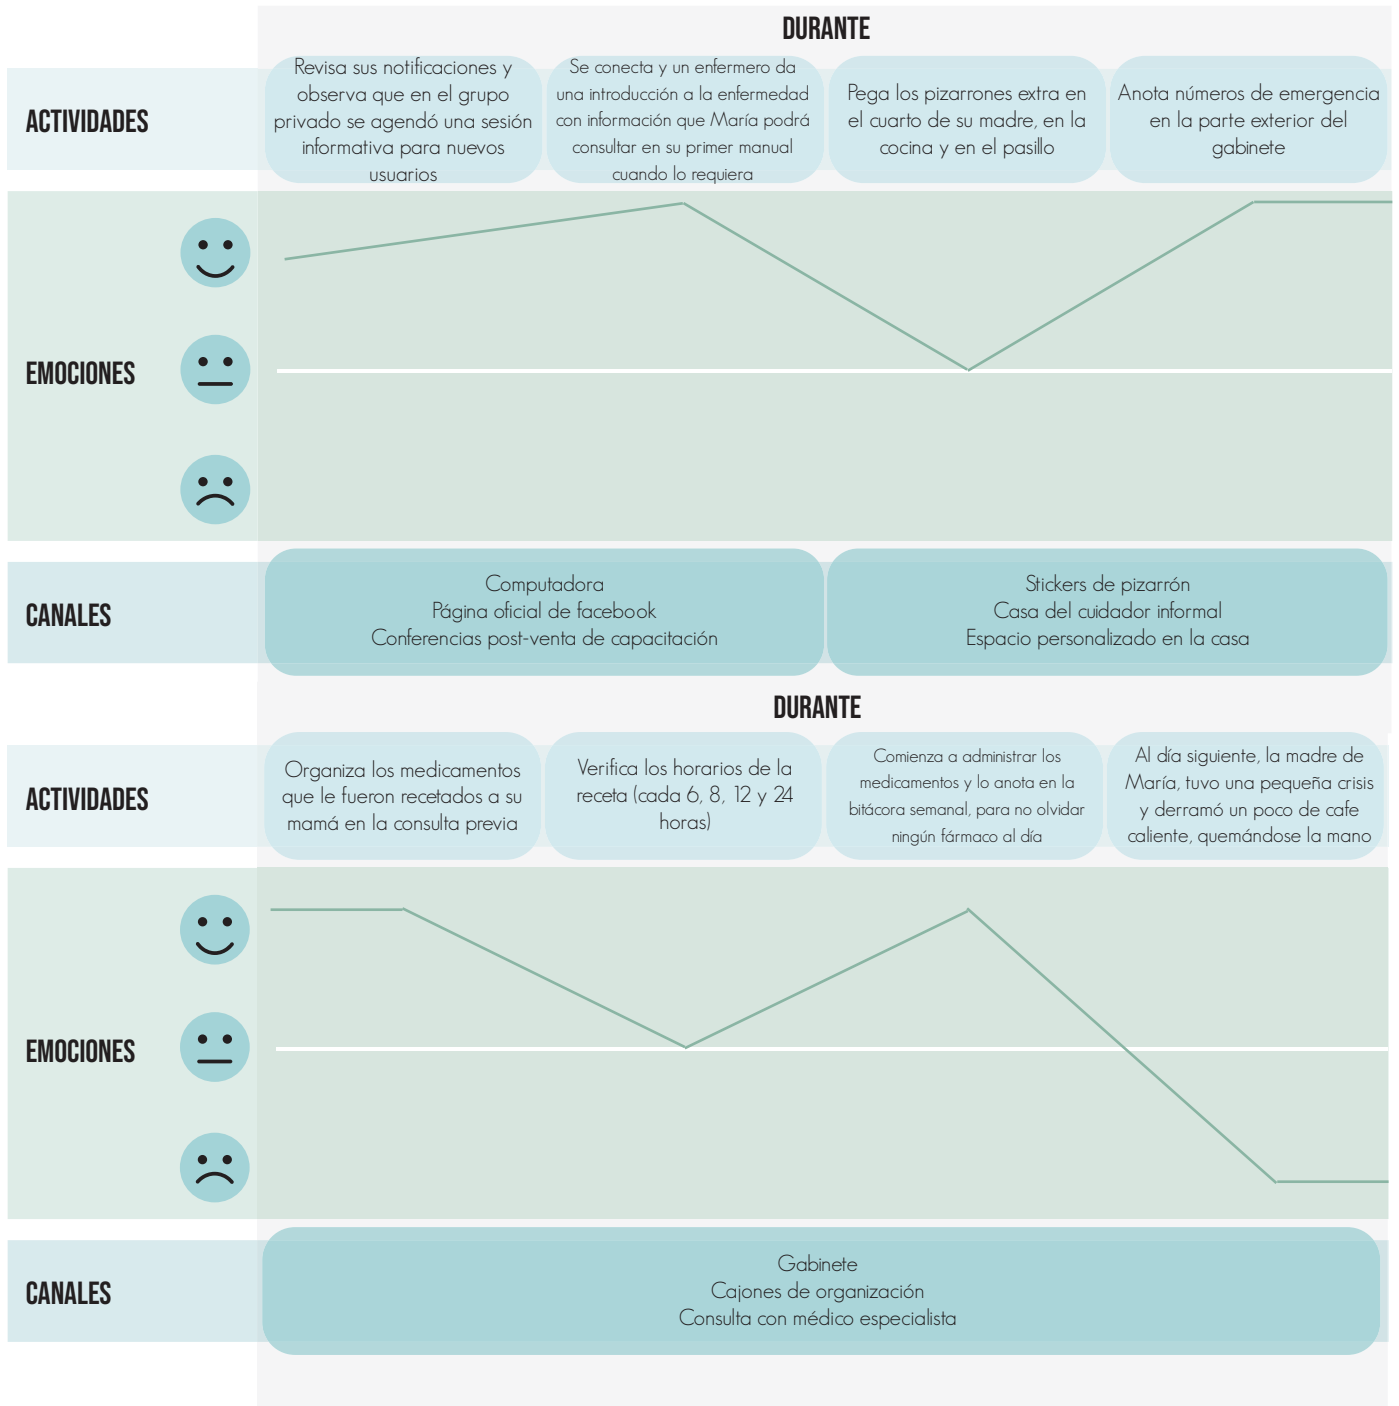 DURANTE
ACTIVIDADES
Revisa sus notificaciones y
observa que en el grupo
privado se agendó una sesión
informativa para nuevos
usuarios
Se conecta y un enfermero da
una introducción a la enfermedad
con información que María podrá
consultar en su primer manual
cuando lo requiera
Pega los pizarrones extra en
el cuarto de su madre, en la
cocina y en el pasillo
Anota números de emergencia
en la parte exterior del
gabinete
EMOCIONES
CANALES
Computadora
Página oficial de facebook
Conferencias post-venta de capacitación
Stickers de pizarrón
Casa del cuidador informal
Espacio personalizado en la casa
DURANTE
ACTIVIDADES
Organiza los medicamentos
que le fueron recetados a su
mamá en la consulta previa
Verifica los horarios de la
receta (cada 6, 8, 12 y 24
horas)
Comienza a administrar los
medicamentos y lo anota en la
bitácora semanal, para no olvidar
ningún fármaco al día
Al día siguiente, la madre de
María, tuvo una pequeña crisis
y derramó un poco de cafe
caliente, quemándose la mano
EMOCIONES
CANALES
Gabinete
Cajones de organización
Consulta con médico especialista